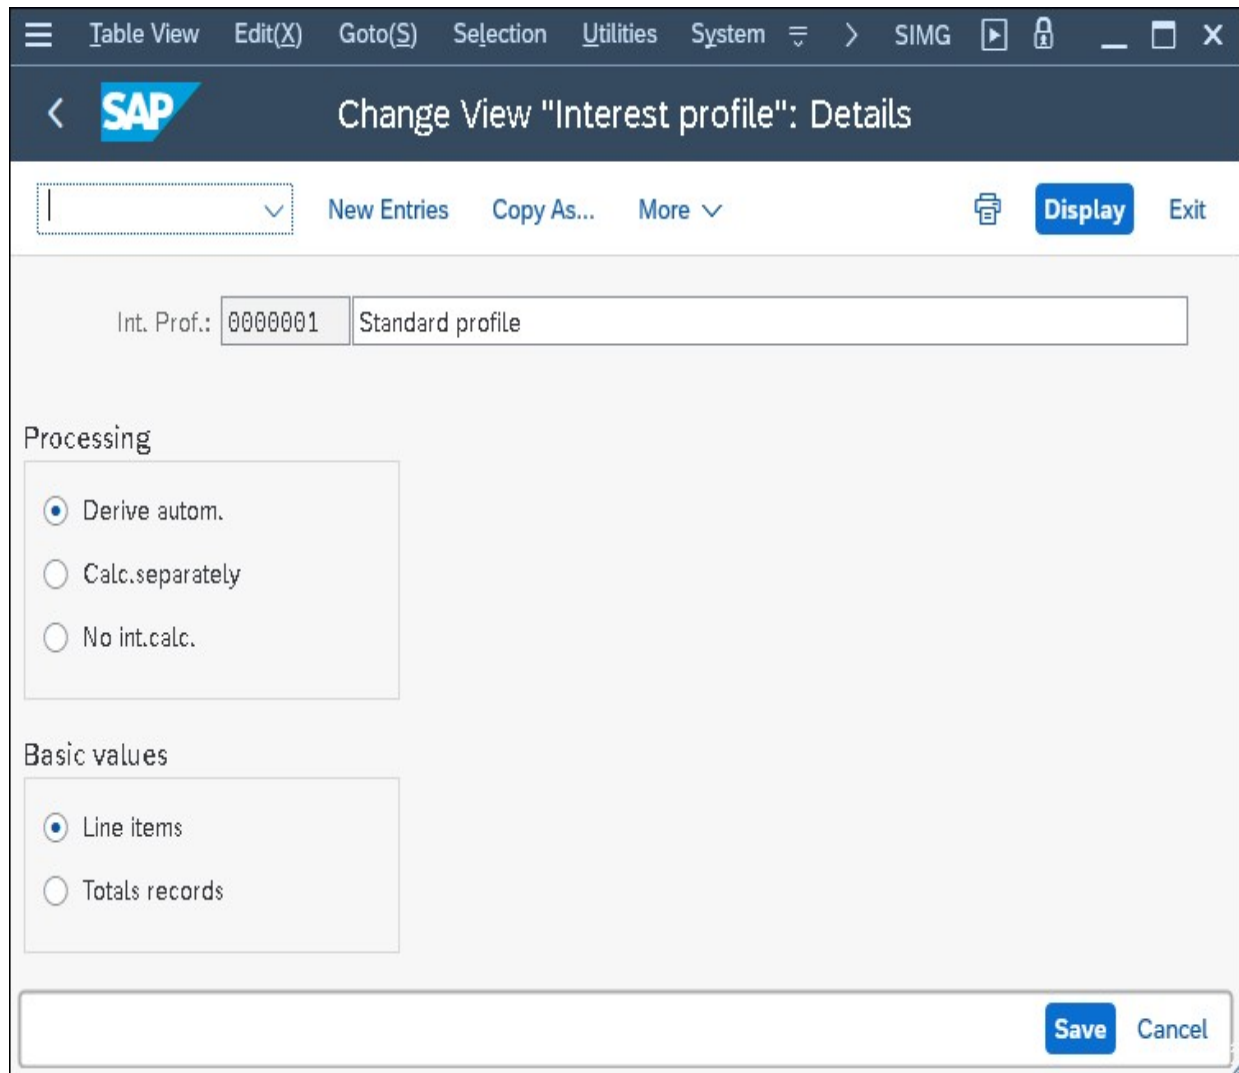 Table View Edit(X) Goto(S) Selection Utilities System SIMG
SAP Change View "Interest profile": Details
New Entries Copy As... More Display Exit
Int. Prof.: 0000001 Standard profile
Processing
Derive autom.
Calc.separately
No int.calc.
Basic values
Line items
Totals records
Save Cancel